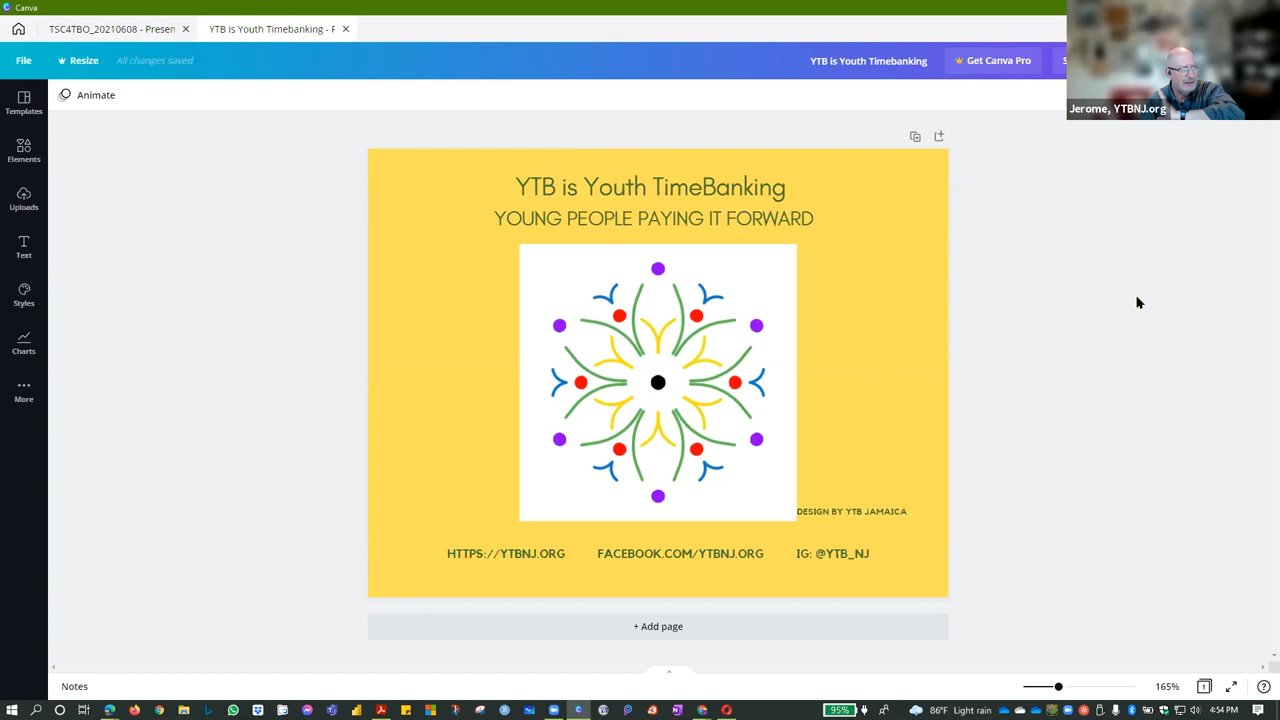 Canva
TSC4TBO_20210608 - Presen
YTB is Youth Timebanking - F
File
Resize
All changes saved
YTB is Youth Timebanking
Get Canva Pro
S
Jerome, YTBNJ.org
Animate
Templates
Elements
Uploads
Text
Styles
Charts
More
YTB is Youth TimeBanking
YOUNG PEOPLE PAYING IT FORWARD
DESIGN BY YTB JAMAICA
HTTPS://YTBNJ.ORG FACEBOOK.COM/YTBNJ.ORG IG: @YTB_NJ
+ Add page
Notes
165%
1
95%
86°F Light rain
4:54 PM